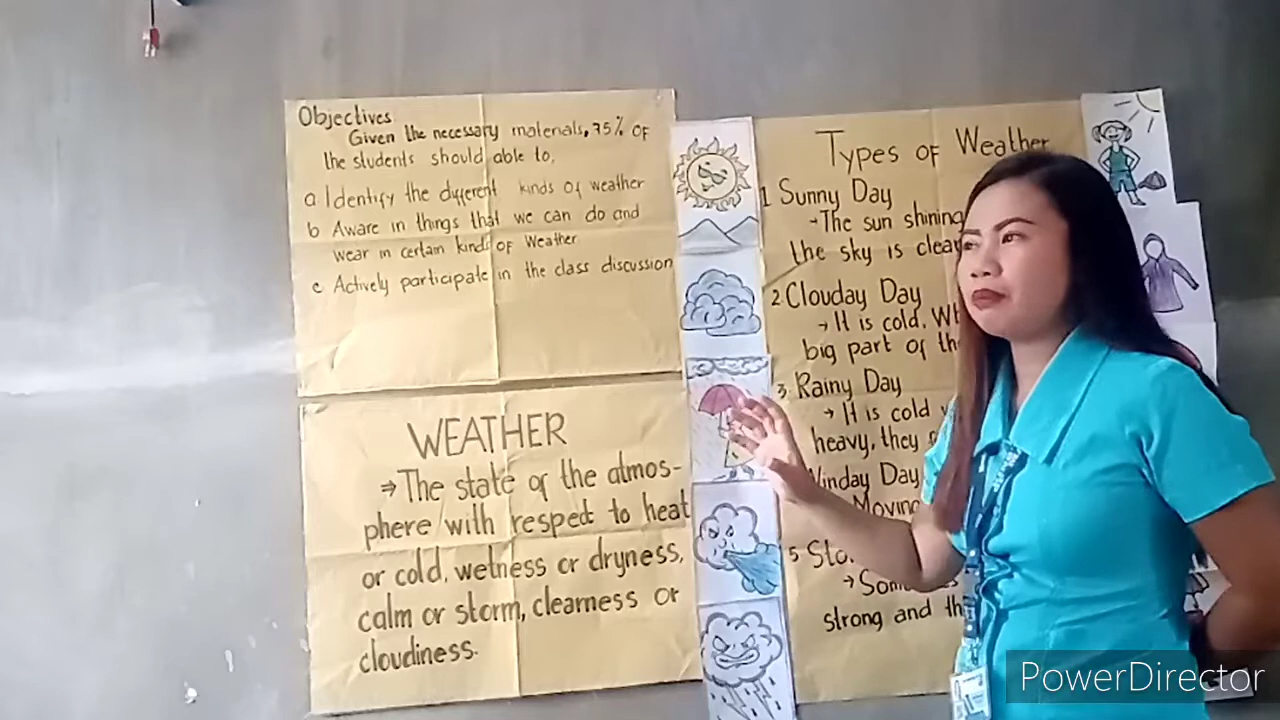 Objectives
Given the necessary materials, 75% OF
the students should able to,
a Identify the different kinds of weather
b Aware in things that we can do and
wear in certain kinds of Weather
c Actively participate in the class discussion
WEATHER
⇒ The state of the atmos-
phere with respect to heat
or cold, wetness or dryness,
calm or storm, clearness or
cloudiness.
Types of Weather
1 Sunny Day
→ The sun shining
the sky is clear
2 Clouday Day
→ It is cold.
big part of
3. Rainy Day
→ It is cold
heavy, they
Winday Day
Moving
5
→
strong and
PowerDirector